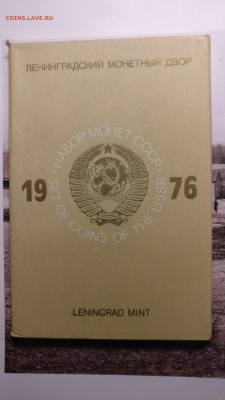 COINS.LAVE.RU
ЛЕНИНГРАДСКИЙ МОНЕТНЫЙ ДВОР
• НАБОР МОНЕТ СССР •
19 76
SET OF COINS OF THE USSR
LENINGRAD MINT